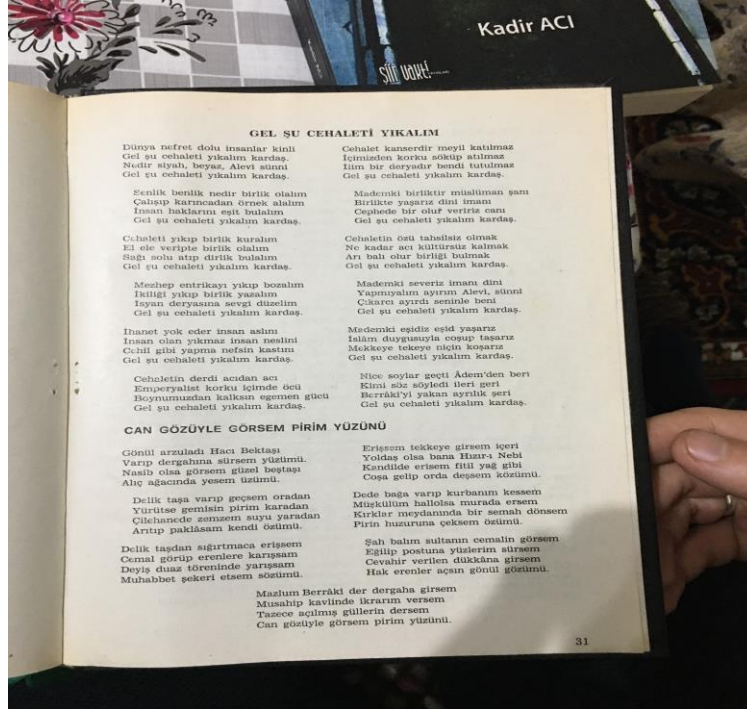 Kadir ACI
şiir vakti
GEL ŞU CEHALETİ YIKALIM
Dünya nefret dolu insanlar kinli
Gel şu cehaleti yıkalım kardaş.
Nedir siyah, beyaz, Alevi sünni
Gel şu cehaleti yıkalım kardaş.
Senlik benlik nedir birlik olalım
Çalışıp karıncadan örnek alalım
İnsan haklarını eşit bulalım
Gel şu cehaleti yıkalım kardaş.
Cehaleti yıkıp birlik kuralım
El ele veripte birlik olalım
Sağı solu atıp dirlik bulalım
Gel şu cehaleti yıkalım kardaş.
Mezhep entrikayı yıkıp bozalım
İkiliği yıkıp birlik yazalım
İsyan deryasına sevgi düzelim
Gel şu cehaleti yıkalım kardaş.
İhanet yok eder insan aslını
İnsan olan yıkmaz insan neslini
Cehil gibi yapma nefsin kastını
Gel şu cehaleti yıkalım kardaş.
Cehaletin derdi acıdan acı
Emperyalist korku içimde öcü
Boynumuzdan kalksın egemen gücü
Gel şu cehaleti yıkalım kardaş.
Cehalet kanserdir meyil katılmaz
İçimizden korku söküp atılmaz
İlim bir deryadır bendi tutulmaz
Gel şu cehaleti yıkalım kardaş.
Mademki birliktir müslüman şanı
Birlikte yaşarız dini imanı
Cephede bir olur veririz canı
Gel şu cehaleti yıkalım kardaş.
Cehaletin özü tahsilsiz olmak
Ne kadar acı kültürsüz kalmak
Arı balı olur birliği bulmak
Gel şu cehaleti yıkalım kardaş.
Mademki severiz imanı dini
Yapmıyalım ayırım Alevi, sünni
Çıkarcı ayırdı seninle beni
Gel şu cehaleti yıkalım kardaş.
Mademki eşidiz eşid yaşarız
İslâm duygusuyla coşup taşarız
Mekkeye tekeye niçin koşarız
Gel şu cehaleti yıkalım kardaş.
Nice soylar geçti Âdem'den beri
Kimi söz söyledi ileri geri
Berrâki'yi yakan ayrılık şeri
Gel şu cehaleti yıkalım kardaş.
CAN GÖZÜYLE GÖRSEM PİRİM YÜZÜNÜ
Gönül arzuladı Hacı Bektaşı
Varıp dergahına sürsem yüzümü.
Nasib olsa görsem güzel beştaşı
Alıç ağacında yesem üzümü.
Delik taşa varıp geçsem oradan
Yürütse gemisin pirim karadan
Çilehanede zemzem suyu yaradan
Arıtıp paklâsam kendi özümü.
Delik taşdan sığırtmaca erişsem
Cemal görüp erenlere karışsam
Deyiş duaz töreninde yarışsam
Muhabbet şekeri etsem sözümü.
Erişsem tekkeye girsem içeri
Yoldaş olsa bana Hızır-ı Nebi
Kandilde erisem fitil yağ gibi
Coşa gelip orda deşsem közümü.
Dede bağa varıp kurbanım kessem
Müşkülüm hallolsa murada ersem
Kırklar meydanında bir semah dönsem
Pirin huzuruna çeksem özümü.
Şah balım sultanın cemalin görsem
Eğilip postuna yüzlerim sürsem
Cevahir verilen dükkâna girsem
Hak erenler açsın gönül gözümü.
Mazlum Berrâki der dergaha girsem
Musahip kavlinde ikrarım versem
Tazece açılmış güllerin dersem
Can gözüyle görsem pirim yüzünü.
31